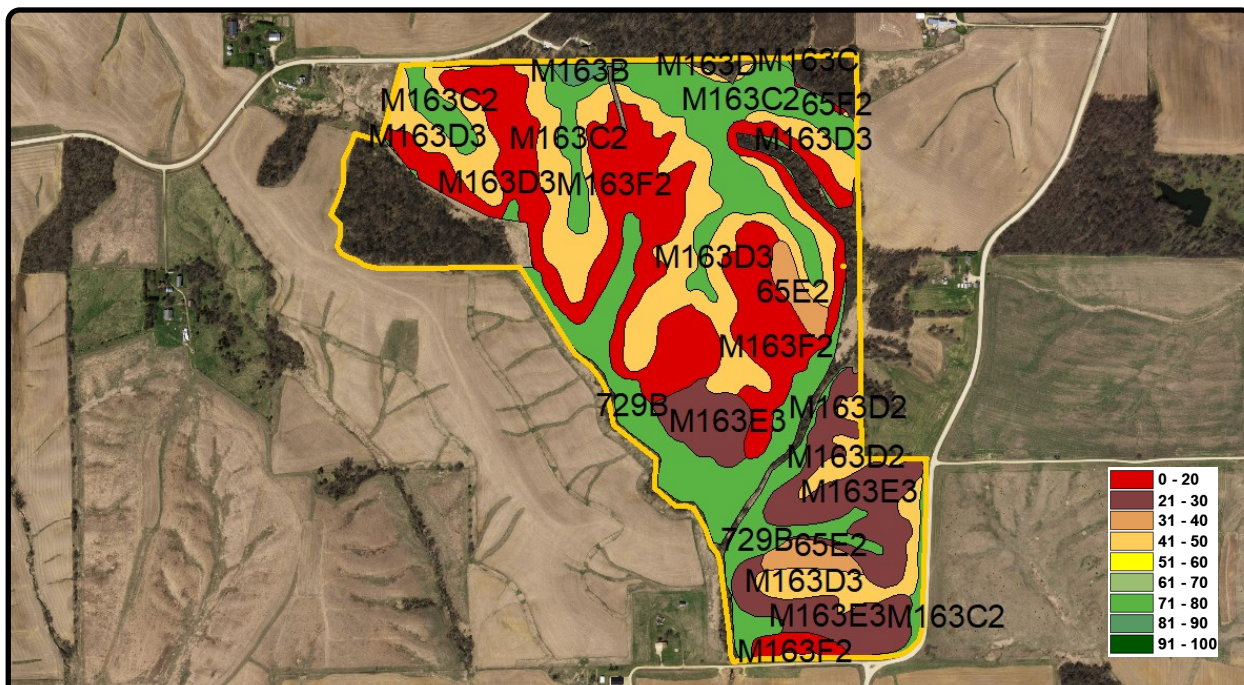 M163B
M163D
M163C
M163C2
M163C2
65F2
M163D3
M163C2
M163D3
M163D3
M163F2
M163D3
65E2
M163F2
729B
M163E3
M163D2
M163D2
M163E3
729B
65E2
M163D3
M163E3
M163C2
M163F2
0 - 20
21 - 30
31 - 40
41 - 50
51 - 60
61 - 70
71 - 80
81 - 90
91 - 100